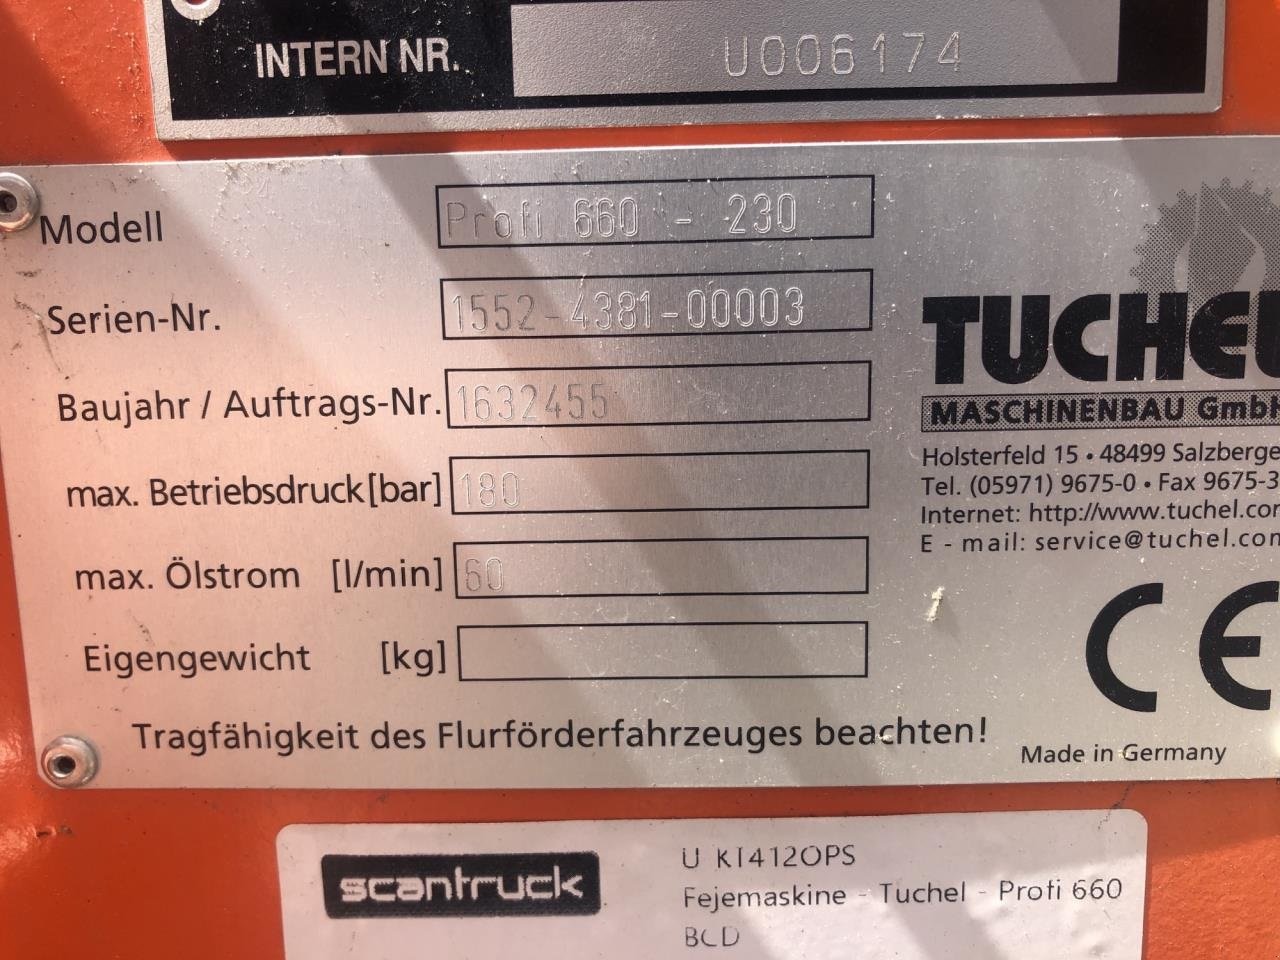 INTERN NR. U006174
Modell Profi 660 - 230
Serien-Nr. 1552-4381-00003
Baujahr / Auftrags-Nr. 1632455
max. Betriebsdruck [bar] 180
max. Ölstrom [l/min] 60
Eigengewicht [kg]
Tragfähigkeit des Flurförderfahrzeuges beachten!
TUCHEL
MASCHINENBAU GmbH
Holsterfeld 15 • 48499 Salzberge
Tel. (05971) 9675-0 • Fax 9675-3
Internet: http://www.tuchel.com
E - mail: service@tuchel.com
CE
Made in Germany
scantruck
U KT412OPS
Fejemaskine - Tuchel - Profi 660
BCD